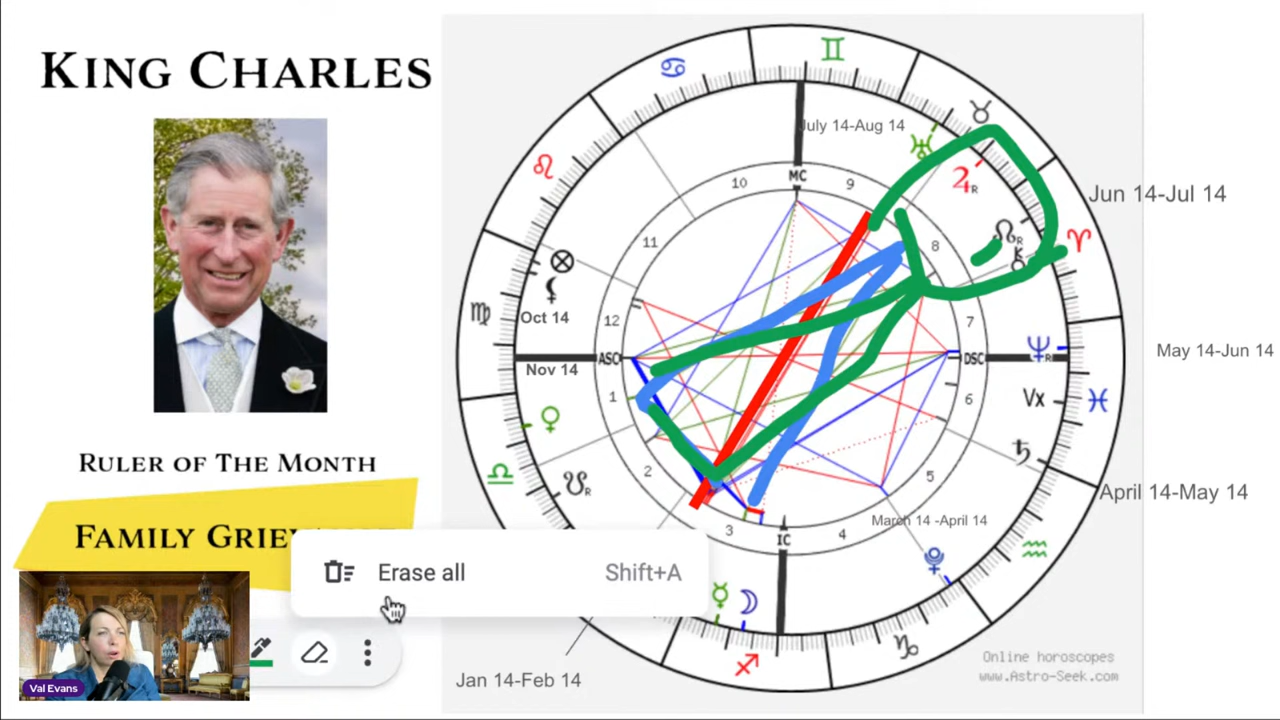 KING CHARLES
RULER OF THE MONTH
FAMILY
Erase all
Shift+A
Val Evans
Jan 14-Feb 14
July 14-Aug 14
Jun 14-Jul 14
May 14-Jun 14
April 14-May 14
March 14 -April 14
Oct 14
Nov 14
MC
ASC
DSC
IC
Vx
R
R
R
R
1
2
3
4
5
6
7
8
9
10
11
12
Online horoscopes
www.Astro-Seek.com